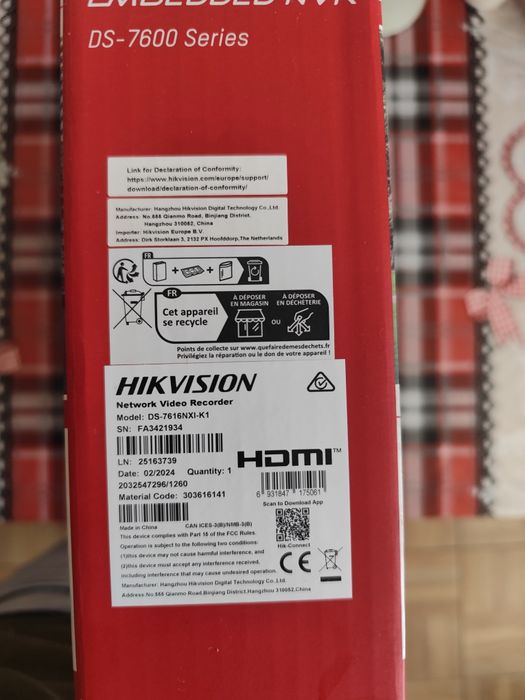 EMBEDDED NVR
DS-7600 Series
Link for Declaration of Conformity:
https://www.hikvision.com/europe/support/
download/declaration-of-conformity/
Manufacturer: Hangzhou Hikvision Digital Technology Co.,Ltd.
Address: No.555 Qianmo Road, Binjiang District,
Hangzhou 310052, China
Importer: Hikvision Europe B.V.
Address: Dirk Storklaan 3, 2132 PX Hoofddorp,The Netherlands
FR
FR
Cet appareil
se recycle
À DÉPOSER
EN MAGASIN
OU
À DÉPOSER
EN DÉCHÈTERIE
Points de collecte sur www.quefairedemesdechets.fr
Privilégiez la réparation ou le don de votre appareil !
HIKVISION
Network Video Recorder
Model: DS-7616NXI-K1
SN: FA3421934
LN: 25163739
HDMI™
Date: 02/2024 Quantity: 1
2032547296/1260
Material Code: 303616141
6 931847 175061
Scan to Download App
Hik-Connect
Made in China CAN ICES-3(B)/NMB-3(B)
This device complies with Part 15 of the FCC Rules.
Operation is subject to the following two conditions:
(1)this device may not cause harmful interference, and
(2)this device must accept any interference received,
including interference that may cause undesired operation.
CE
Manufacturer: Hangzhou Hikvision Digital Technology Co., Ltd.
Address: No.555 Qianmo Road,Binjiang District,Hangzhou 310052,China